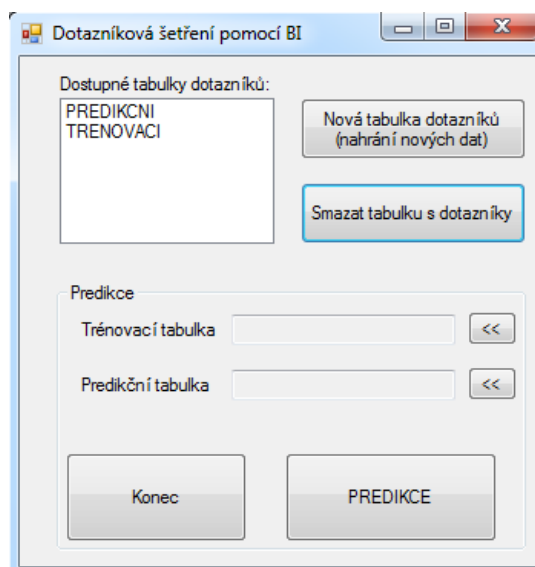 Dotazníková šetření pomocí BI
Dostupné tabulky dotazníků:
PREDIKCNI
TRENOVACI
Nová tabulka dotazníků
(nahrání nových dat)
Smazat tabulku s dotazníky
Predikce
Trénovací tabulka
<<
Predikční tabulka
<<
Konec
PREDIKCE